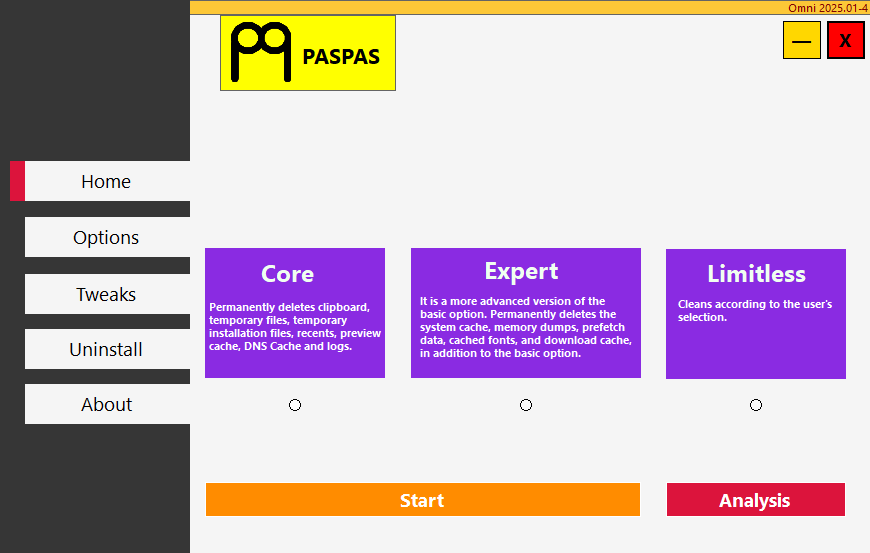 Omni 2025.01-4
PASPAS
—
X
Home
Options
Tweaks
Uninstall
About
Core
Permanently deletes clipboard,
temporary files, temporary
installation files, recents, preview
cache, DNS Cache and logs.
Expert
It is a more advanced version of the
basic option. Permanently deletes the
system cache, memory dumps, prefetch
data, cached fonts, and download cache,
in addition to the basic option.
Limitless
Cleans according to the user's
selection.
Start
Analysis